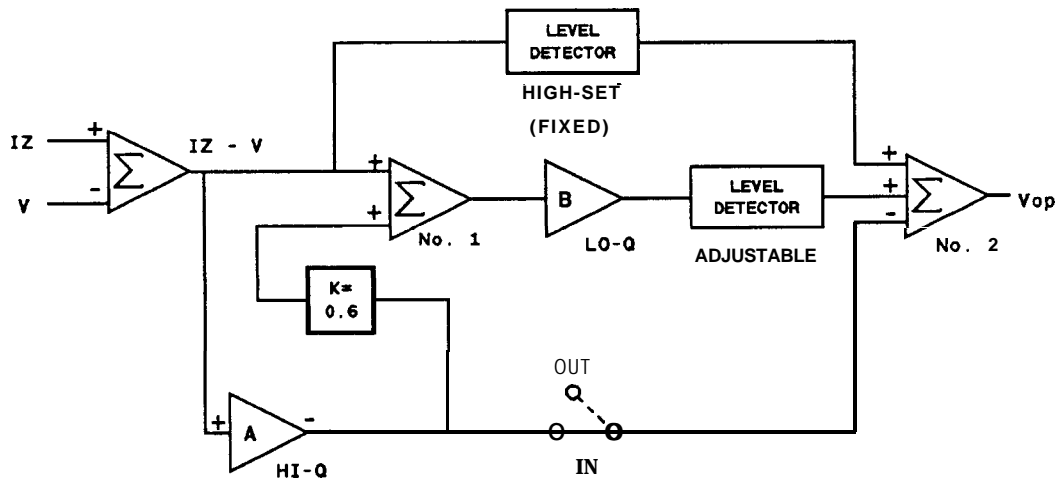 LEVEL
DETECTOR
HIGH-SET
(FIXED)
IZ
+
-
V
Σ
IZ - V
+
+
Σ
No. 1
B
LO-Q
LEVEL
DETECTOR
ADJUSTABLE
+
+
-
Σ
Vop
No. 2
K=
0.6
OUT
+
A
-
HI-Q
IN